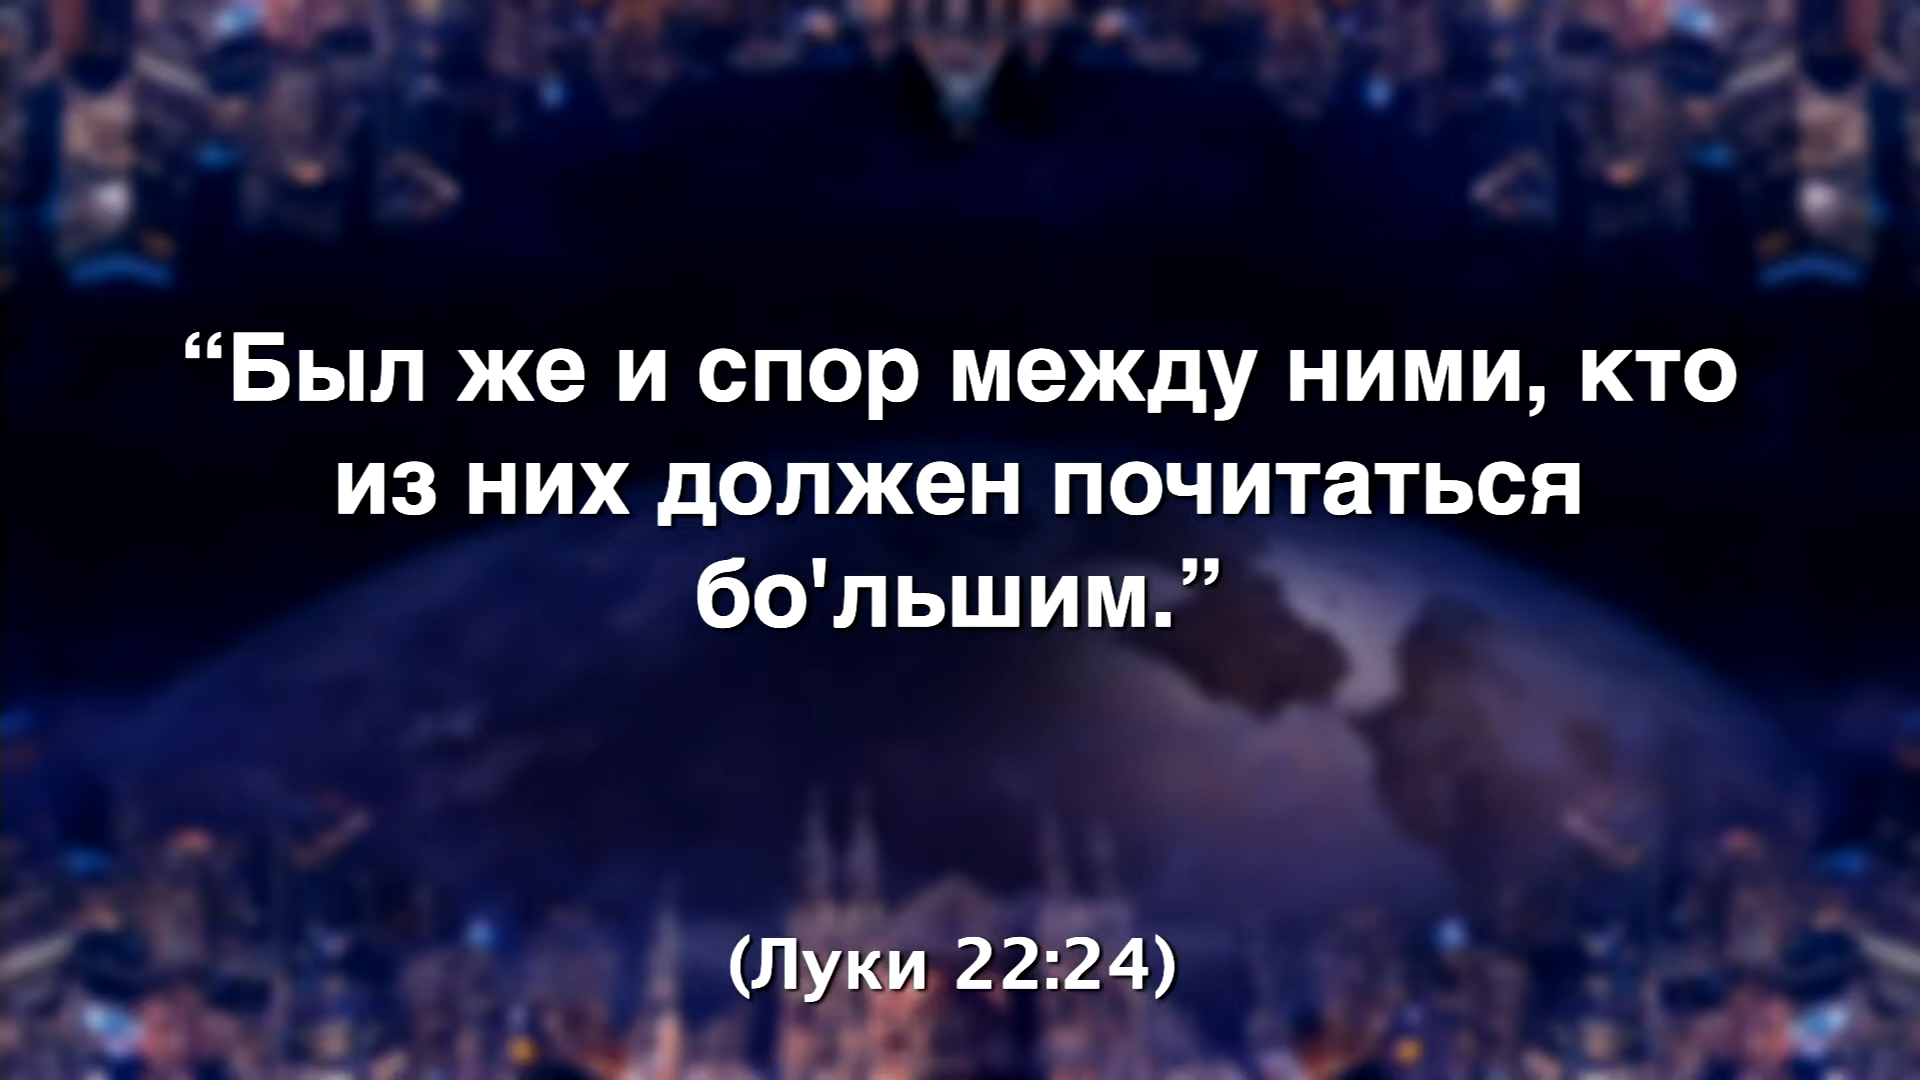 “Был же и спор между ними, кто
из них должен почитаться
бо'льшим.”
(Луки 22:24)